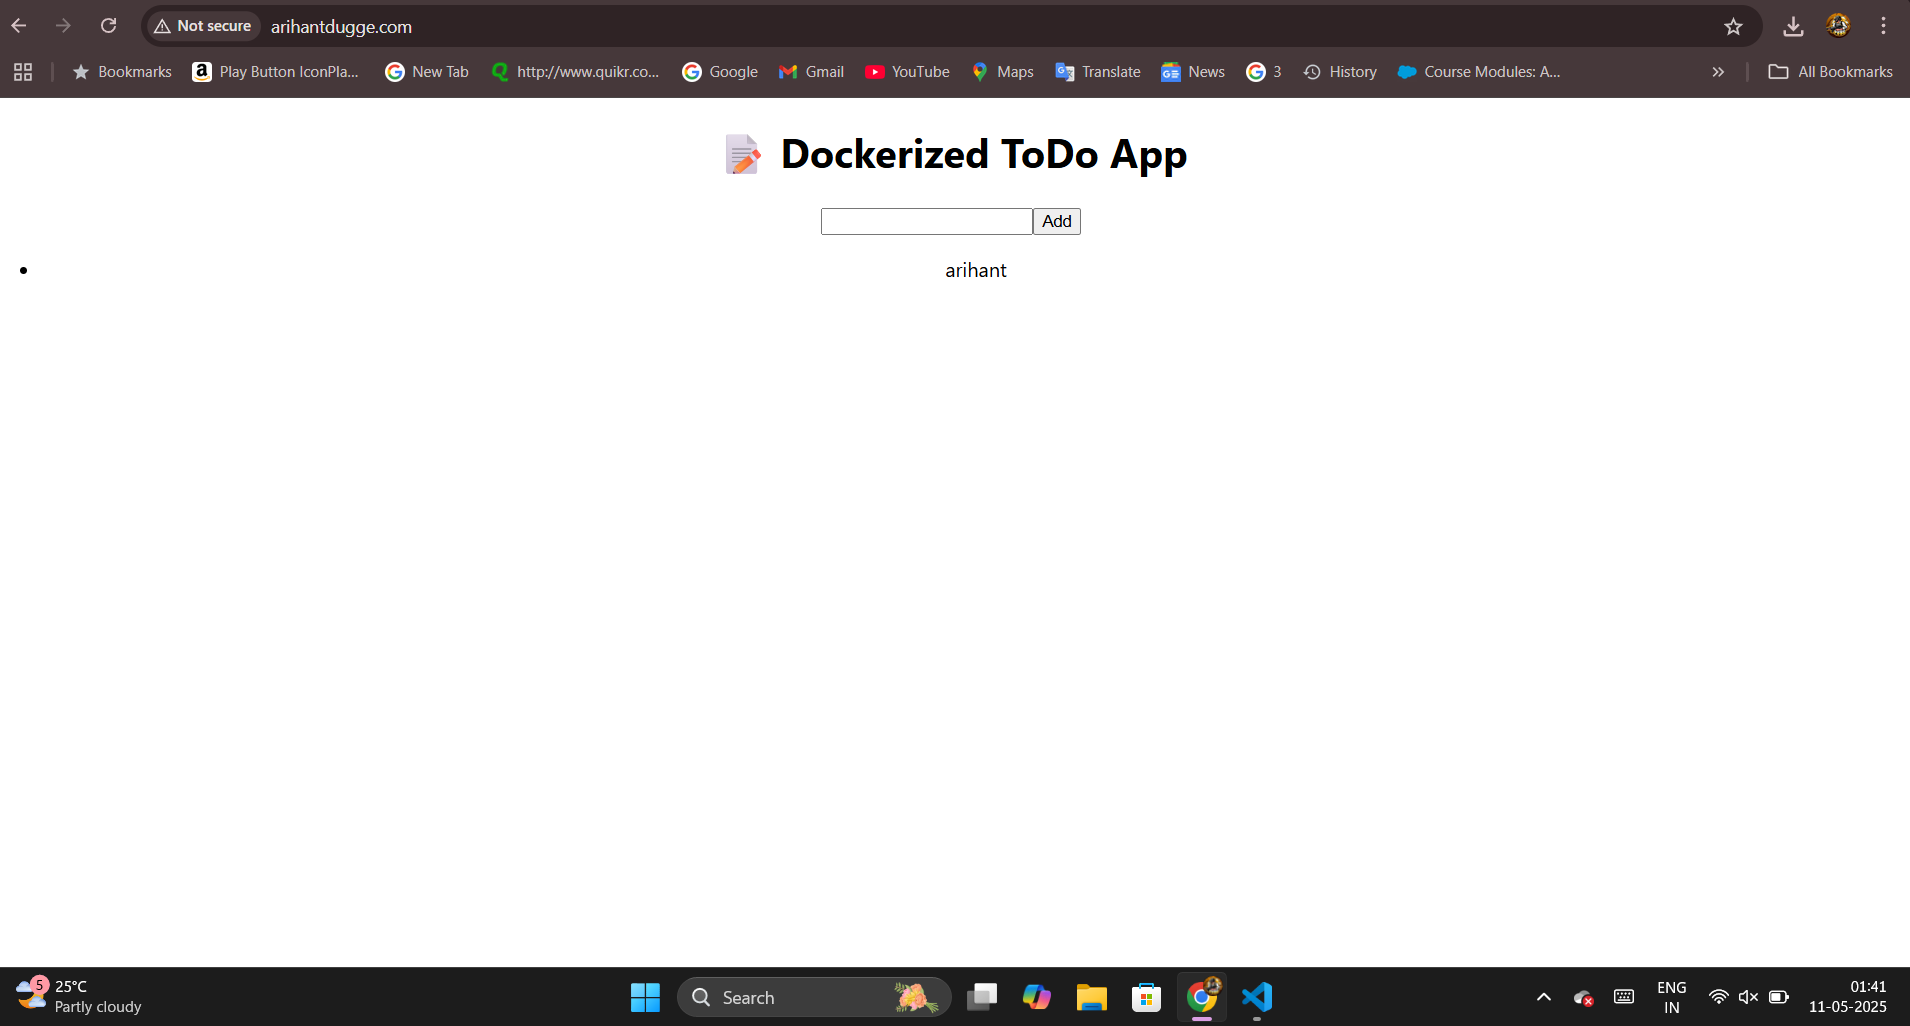 Not secure arihantdugge.com
Bookmarks Play Button IconPla... New Tab http://www.quikr.co... Google Gmail YouTube Maps Translate News 3 History Course Modules: A... » All Bookmarks
Dockerized ToDo App
Add
• arihant
5 25°C
Partly cloudy
Search
ENG
IN
01:41
11-05-2025